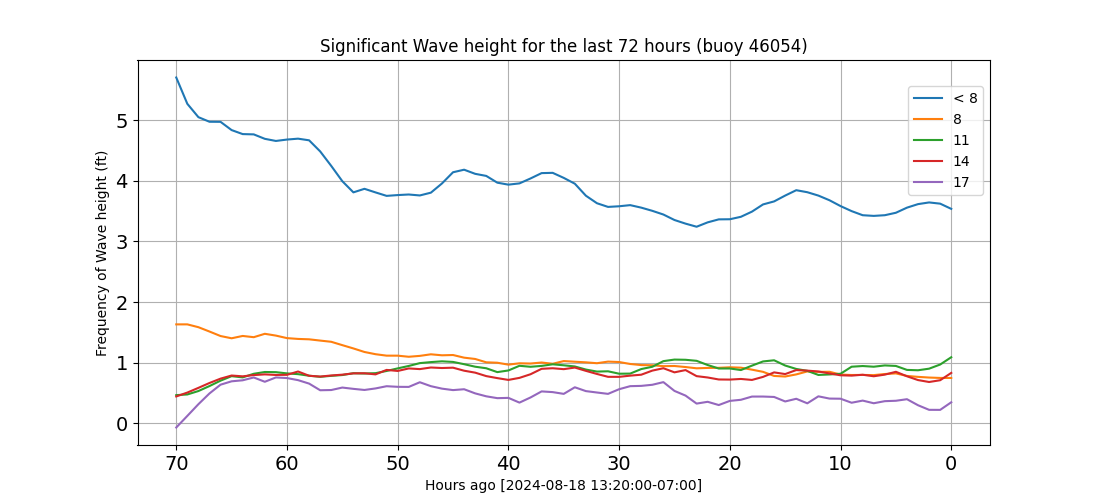 Significant Wave height for the last 72 hours (buoy 46054)
Frequency of Wave height (ft)
5
4
3
2
1
0
< 8
8
11
14
17
70 60 50 40 30 20 10 0
Hours ago [2024-08-18 13:20:00-07:00]